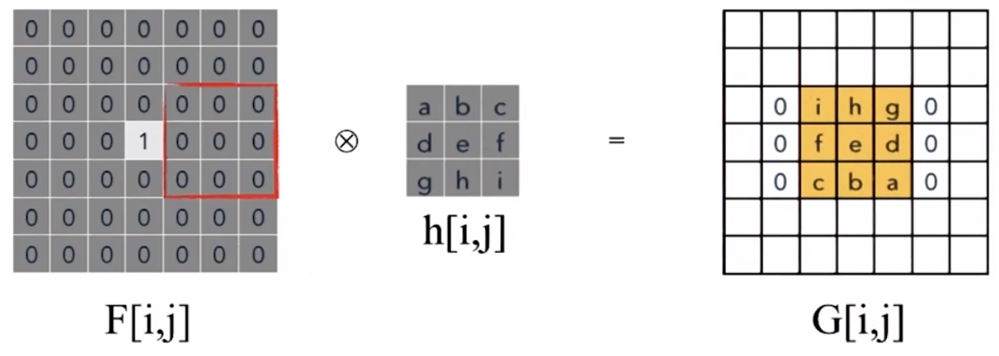 0 0 0 0 0 0 0
0 0 0 0 0 0 0
0 0 0 0 0 0 0 a b c 0 i h g 0
0 0 0 1 0 0 0 ⊗ d e f = 0 f e d 0
0 0 0 0 0 0 0 g h i 0 c b a 0
0 0 0 0 0 0 0 h[i,j]
0 0 0 0 0 0 0
F[i,j] G[i,j]